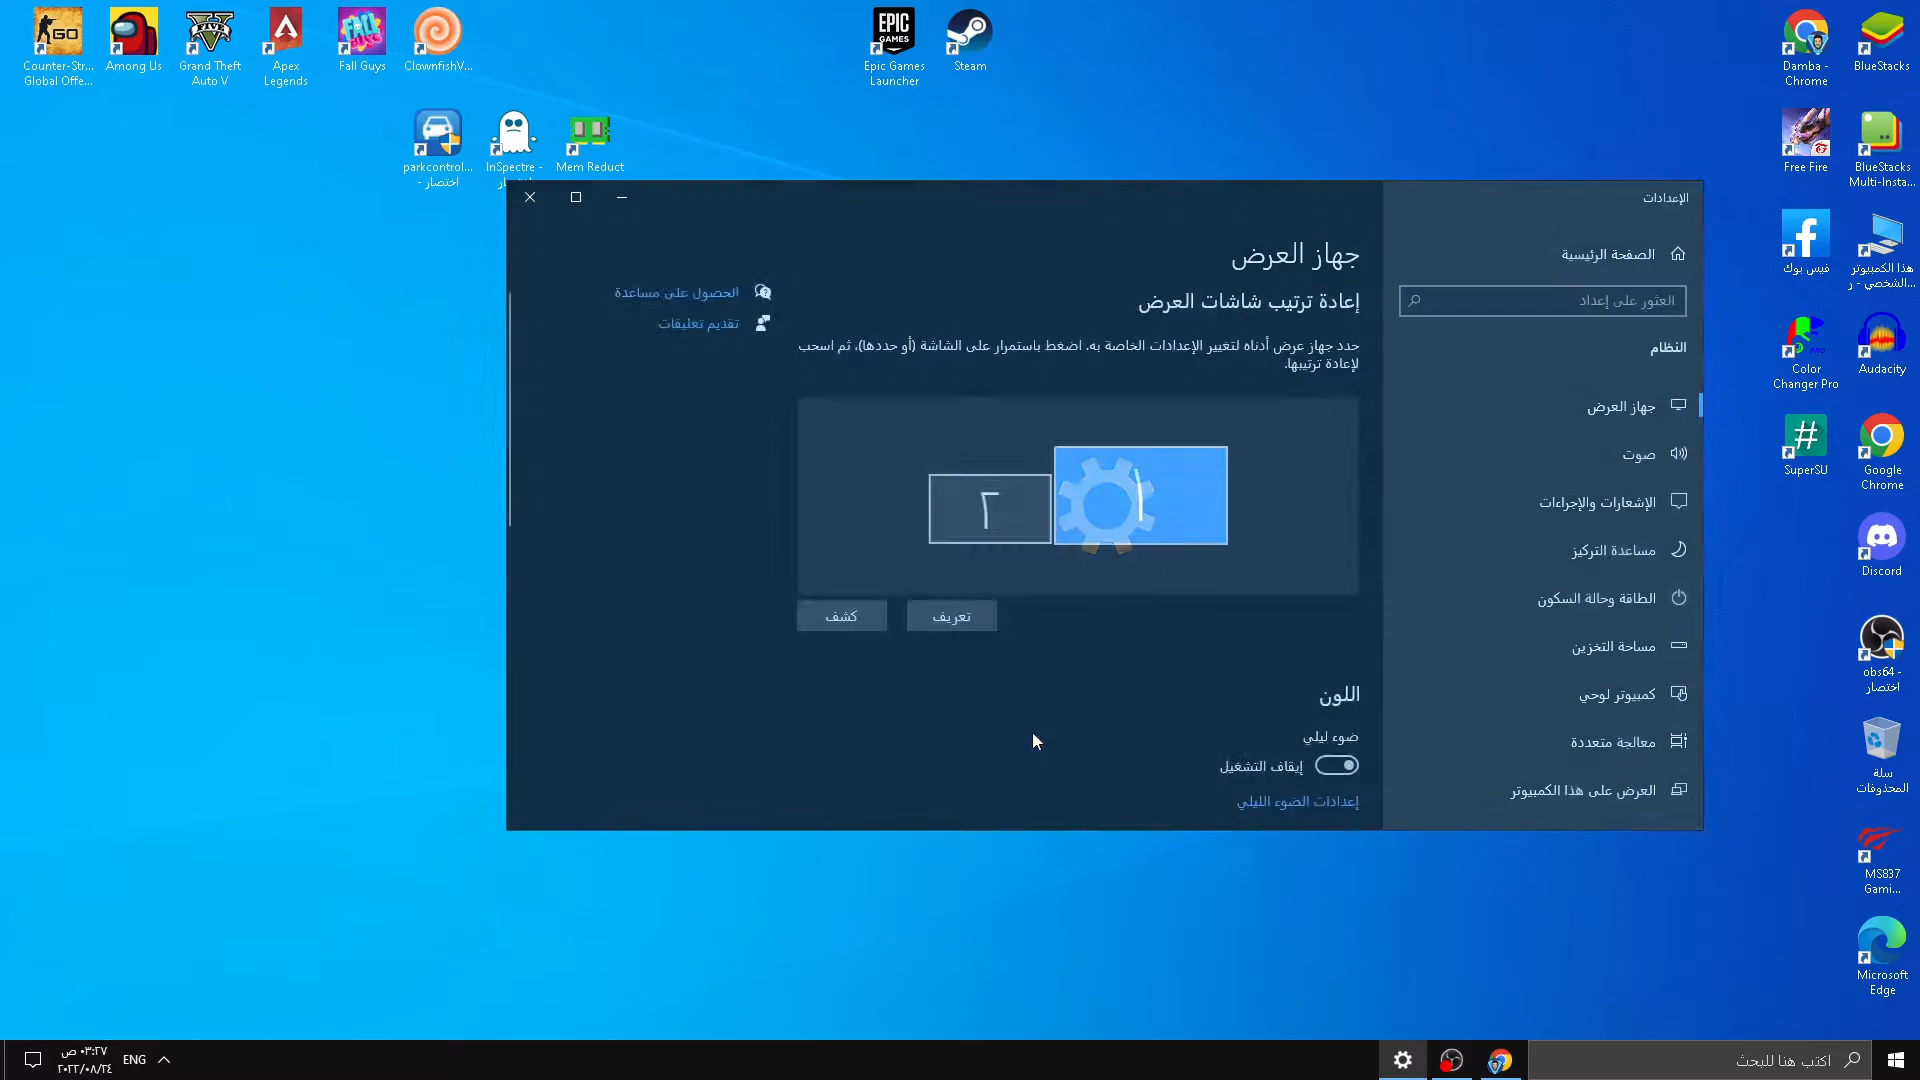 Counter-Str...
Global Offe...
Among Us
Grand Theft
Auto V
Apex
Legends
Fall Guys
ClownfishV...
EPIC
GAMES
Epic Games
Launcher
Steam
Damba -
Chrome
BlueStacks
parkcontrol...
- اختصار
InSpectre -
Mem Reduct
Free Fire
BlueStacks
Multi-Insta...
فيس بوك
هذا الكمبيوتر
الشخصي - ر...
Color
Changer Pro
Audacity
SuperSU
Google
Chrome
Discord
obs64 -
اختصار
سلة
المحذوفات
MS837
Gami...
Microsoft
Edge
الإعدادات
الصفحة الرئيسية
العثور على إعداد
النظام
جهاز العرض
صوت
الإشعارات والإجراءات
مساعدة التركيز
الطاقة وحالة السكون
مساحة التخزين
كمبيوتر لوحي
معالجة متعددة
العرض على هذا الكمبيوتر
جهاز العرض
إعادة ترتيب شاشات العرض
حدد جهاز عرض أدناه لتغيير الإعدادات الخاصة به. اضغط باستمرار على الشاشة (أو حددها)، ثم اسحب
لإعادة ترتيبها.
١
٢
تعريف
كشف
اللون
ضوء ليلي
إيقاف التشغيل
إعدادات الضوء الليلي
الحصول على مساعدة
تقديم تعليقات
اكتب هنا للبحث
ENG
٠٣:٢٧ ص
٢٠٢٢/٠٨/٢٤